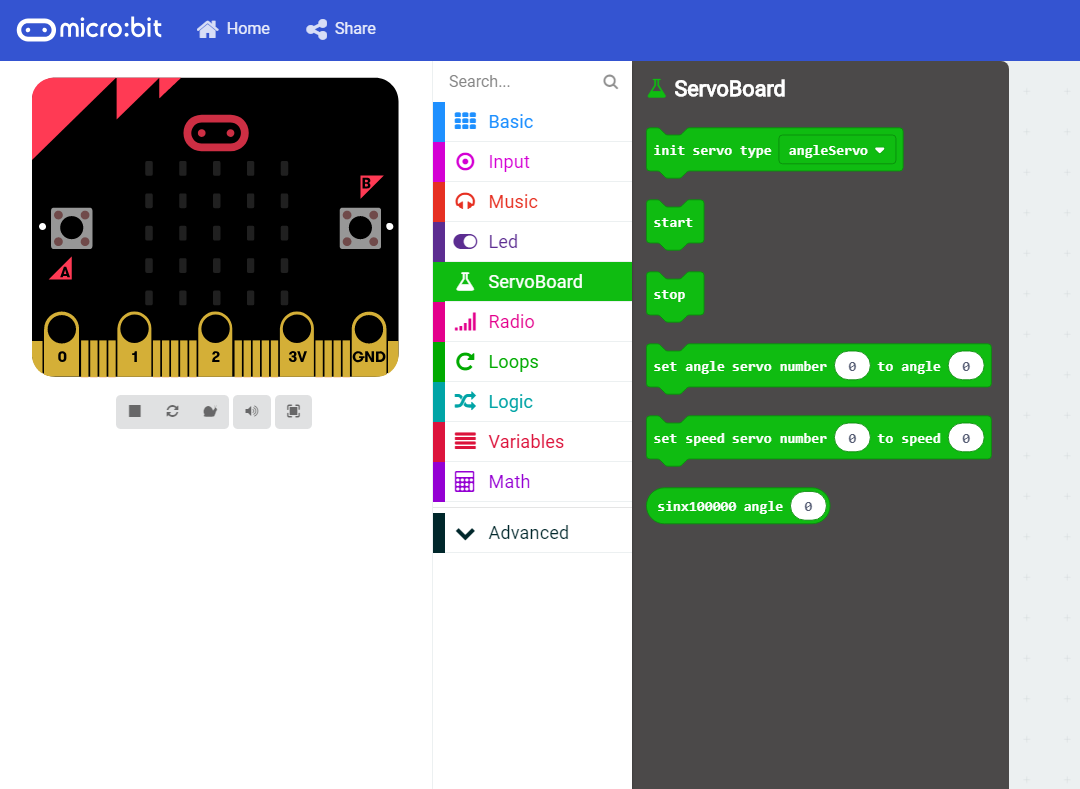 micro:bit
Home
Share
B
A
0
1
2
3V
GND
Search...
Basic
Input
Music
Led
ServoBoard
Radio
Loops
Logic
Variables
Math
Advanced
ServoBoard
init servo type angleServo
start
stop
set angle servo number 0 to angle 0
set speed servo number 0 to speed 0
sinx100000 angle 0